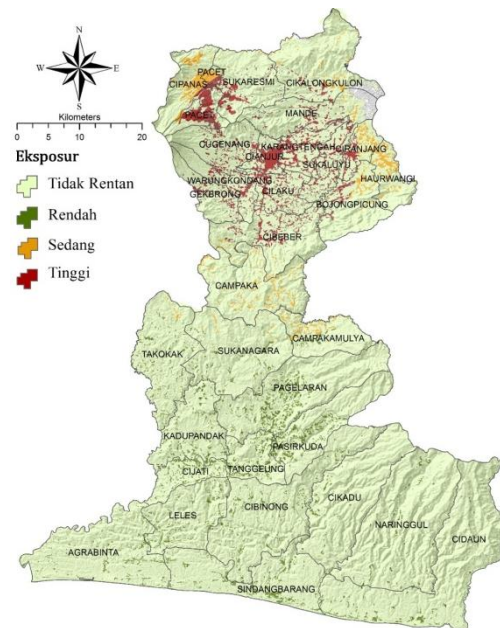 N
W E
S
Kilometers
0 5 10 20
Eksposur
Tidak Rentan
Rendah
Sedang
Tinggi
PACET
CIPANAS SUKARESMI
CIKALONGKULON
PACET
MANDE
CUGENANG
KARANGTENGAH
CIANJUR
CIRANJANG
SUKALUYU
HAURWANGI
WARUNGKONDANG
CILAKU
GEKBRONG
BOJONGPICUNG
CIBEBER
CAMPAKA
CAMPAKAMULYA
TAKOKAK
SUKANAGARA
PAGELARAN
KADUPANDAK
PASIRKUDA
CIJATI
TANGGEUNG
CIKADU
LELES
CIBINONG
NARINGGUL
CIDAUN
AGRABINTA
SINDANGBARANG